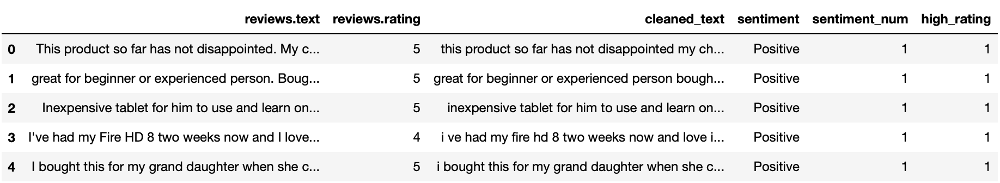 reviews.text reviews.rating cleaned_text sentiment sentiment_num high_rating
0 This product so far has not disappointed. My c... 5 this product so far has not disappointed my ch... Positive 1 1
1 great for beginner or experienced person. Boug... 5 great for beginner or experienced person bough... Positive 1 1
2 Inexpensive tablet for him to use and learn on... 5 inexpensive tablet for him to use and learn on... Positive 1 1
3 I've had my Fire HD 8 two weeks now and I love... 4 i ve had my fire hd 8 two weeks now and love i... Positive 1 1
4 I bought this for my grand daughter when she c... 5 i bought this for my grand daughter when she c... Positive 1 1